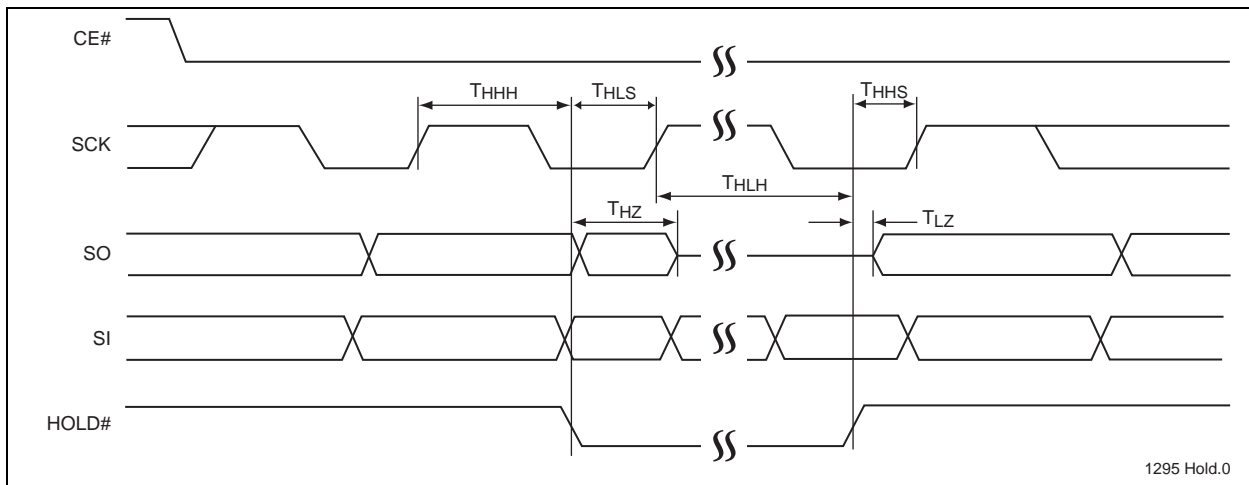 CE#
THHH
THLS
THHS
SCK
THLH
THZ
TLZ
SO
SI
HOLD#
1295 Hold.0